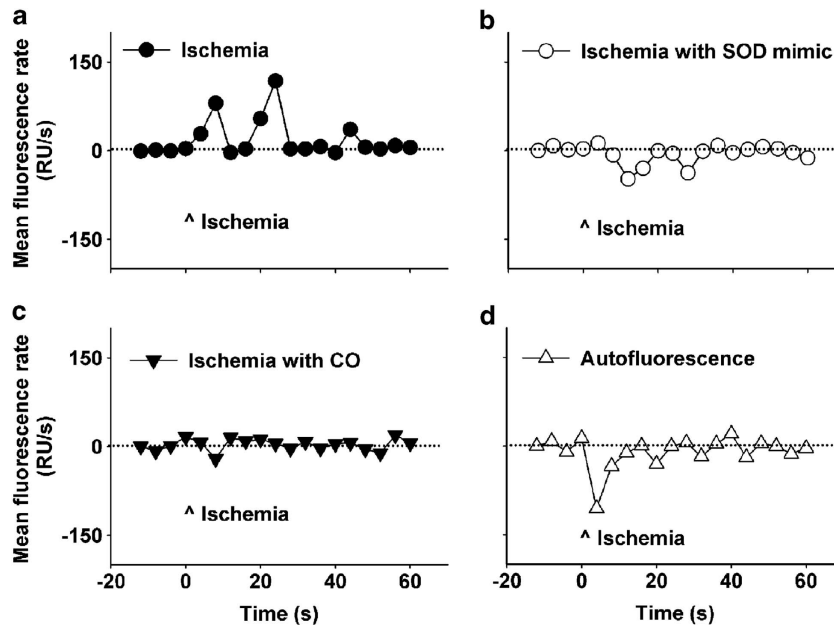 a
Ischemia
150
0
-150
Mean fluorescence rate
(RU/s)
^ Ischemia
b
Ischemia with SOD mimic
^ Ischemia
c
Ischemia with CO
150
0
-150
Mean fluorescence rate
(RU/s)
^ Ischemia
-20 0 20 40 60
Time (s)
d
Autofluorescence
^ Ischemia
-20 0 20 40 60
Time (s)